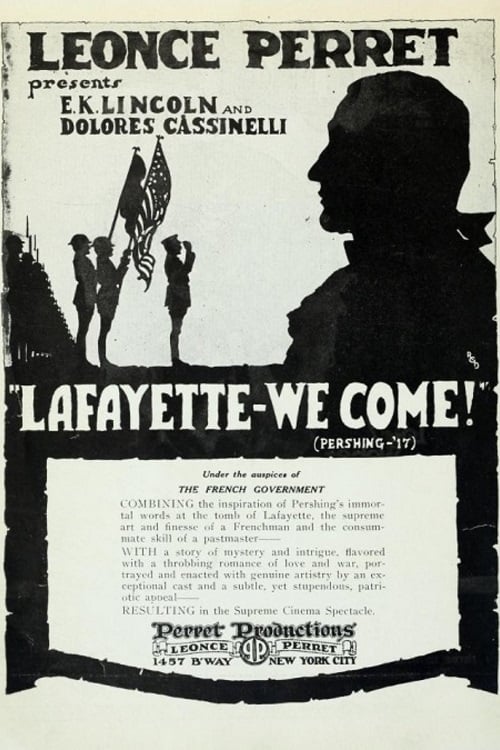 LEONCE PERRET
presents
E.K. LINCOLN AND
DOLORES CASSINELLI
"LAFAYETTE-WE COME!"
(PERSHING-'17)
Under the auspices of
THE FRENCH GOVERNMENT
COMBINING the inspiration of Pershing's immor-
tal words at the tomb of Lafayette, the supreme
art and finesse of a Frenchman and the consum-
mate skill of a pastmaster——
WITH a story of mystery and intrigue, flavored
with a throbbing romance of love and war, por-
trayed and enacted with genuine artistry by an ex-
ceptional cast and a subtle, yet stupendous, patri-
otic appeal——
RESULTING in the Supreme Cinema Spectacle.
Perret Productions
LEONCE PERRET
1457 B'WAY NEW YORK CITY